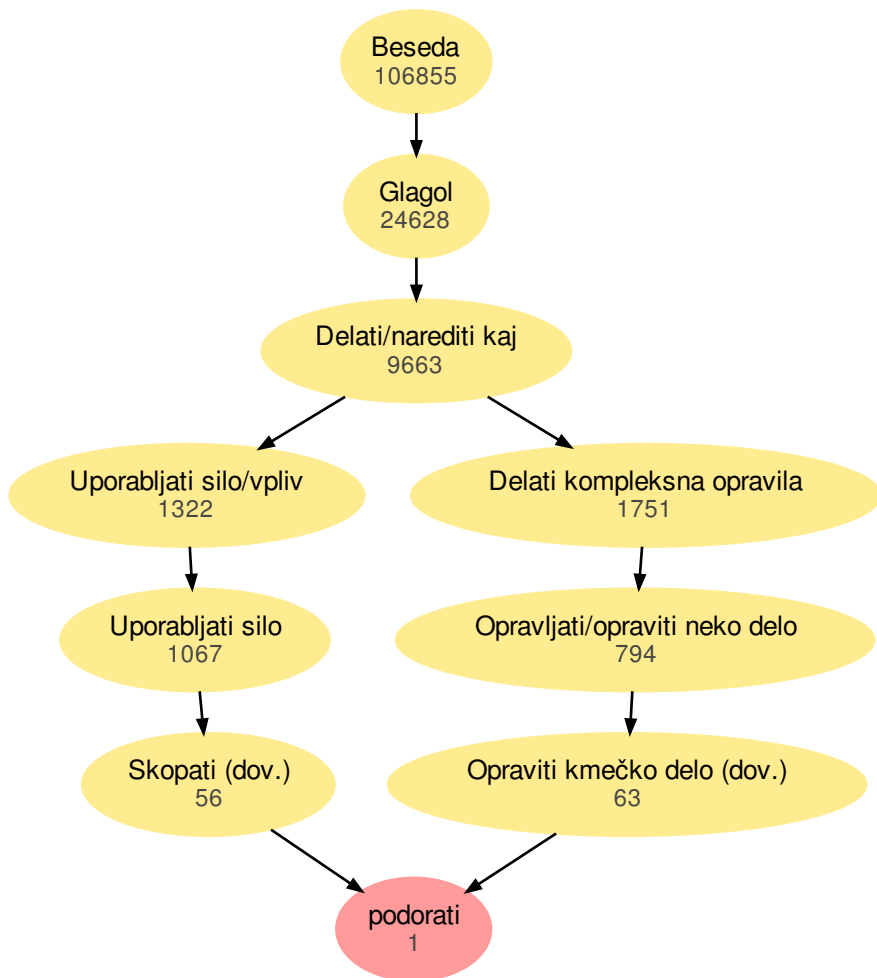 Beseda
106855
Glagol
24628
Delati/narediti kaj
9663
Uporabljati silo/vpliv
1322
Delati kompleksna opravila
1751
Uporabljati silo
1067
Opravljati/opraviti neko delo
794
Skopati (dov.)
56
Opraviti kmečko delo (dov.)
63
podorati
1